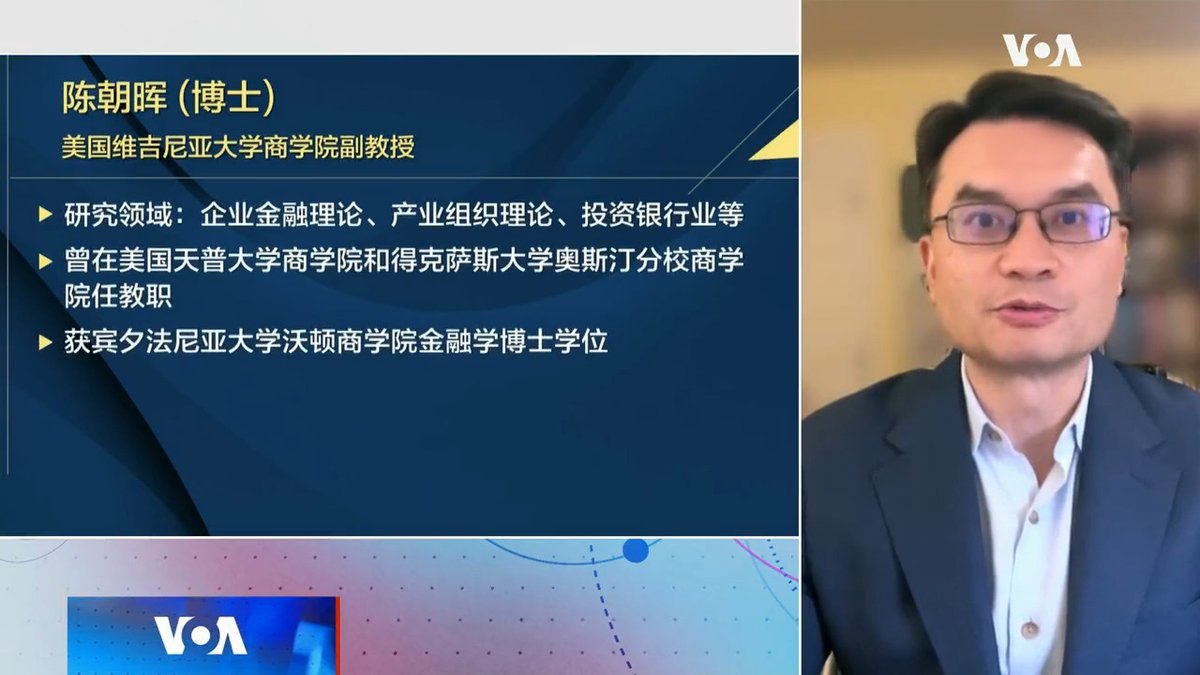 陈朝晖 (博士)
美国维吉尼亚大学商学院副教授
研究领域：企业金融理论、产业组织理论、投资银行业等
曾在美国天普大学商学院和得克萨斯大学奥斯汀分校商学
院任教职
获宾夕法尼亚大学沃顿商学院金融学博士学位
VOA
VOA